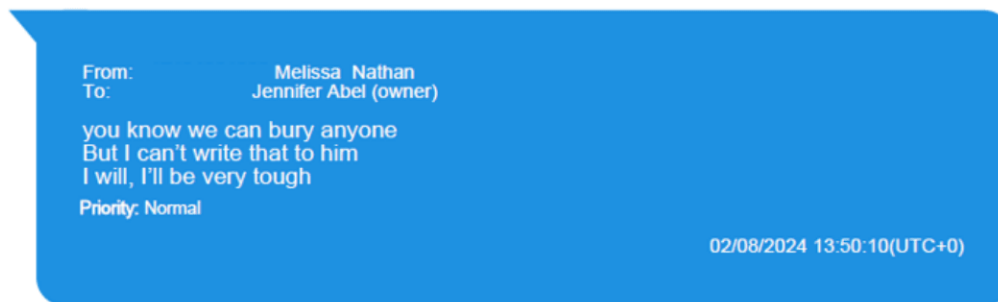 From: Melissa Nathan
To: Jennifer Abel (owner)
you know we can bury anyone
But I can't write that to him
I will, I'll be very tough
Priority: Normal
02/08/2024 13:50:10(UTC+0)